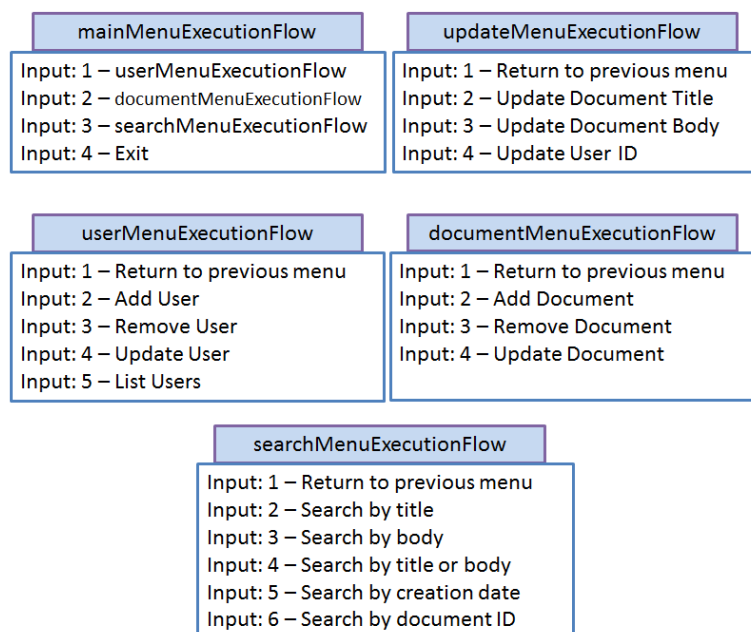 mainMenuExecutionFlow
Input: 1 – userMenuExecutionFlow
Input: 2 – documentMenuExecutionFlow
Input: 3 – searchMenuExecutionFlow
Input: 4 – Exit
updateMenuExecutionFlow
Input: 1 – Return to previous menu
Input: 2 – Update Document Title
Input: 3 – Update Document Body
Input: 4 – Update User ID
userMenuExecutionFlow
Input: 1 – Return to previous menu
Input: 2 – Add User
Input: 3 – Remove User
Input: 4 – Update User
Input: 5 – List Users
documentMenuExecutionFlow
Input: 1 – Return to previous menu
Input: 2 – Add Document
Input: 3 – Remove Document
Input: 4 – Update Document
searchMenuExecutionFlow
Input: 1 – Return to previous menu
Input: 2 – Search by title
Input: 3 – Search by body
Input: 4 – Search by title or body
Input: 5 – Search by creation date
Input: 6 – Search by document ID